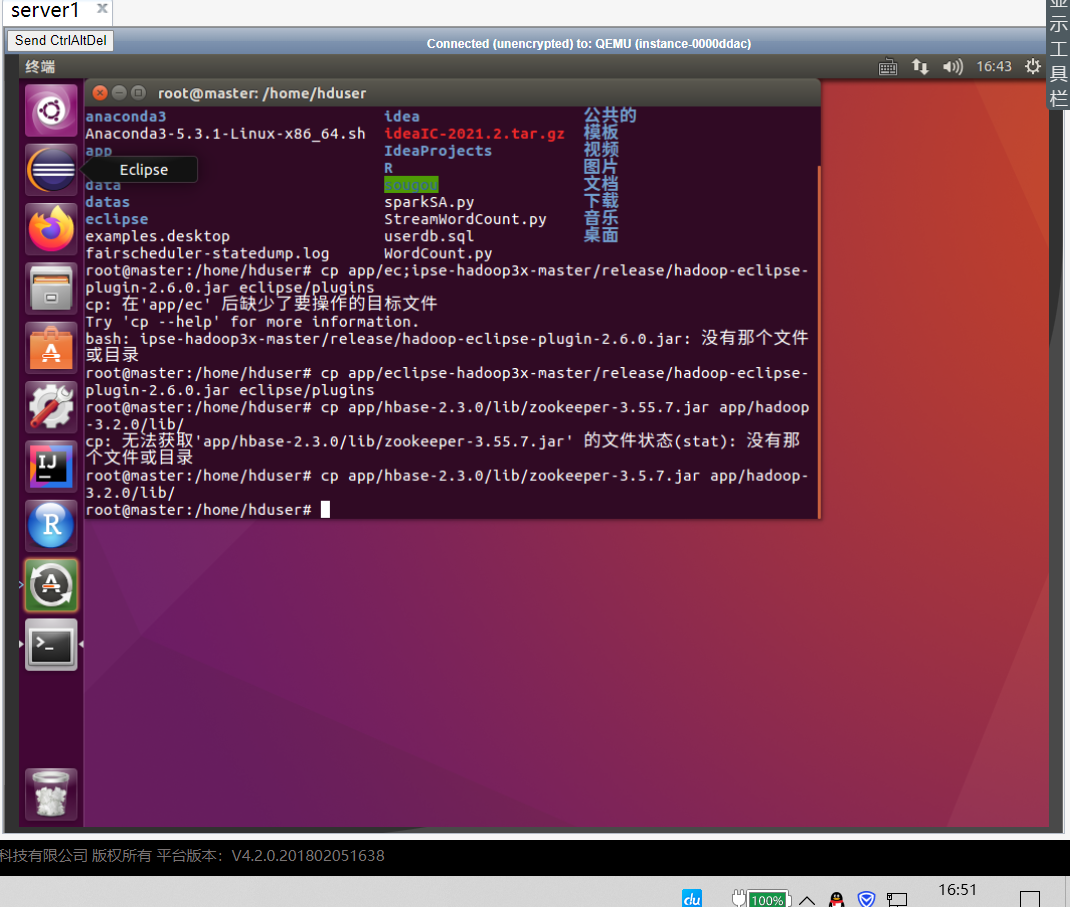 server1
Send CtrlAltDel
Connected (unencrypted) to: QEMU (instance-0000ddac)
示工具栏
终端
16:43
root@master: /home/hduser
anaconda3 idea 公共的
Anaconda3-5.3.1-Linux-x86_64.sh ideaIC-2021.2.tar.gz 模板
app IdeaProjects 视频
Eclipse R 图片
data sougou 文档
datas sparkSA.py 下载
eclipse StreamWordCount.py 音乐
examples.desktop userdb.sql 桌面
fairscheduler-statedump.log WordCount.py
root@master:/home/hduser# cp app/ec;ipse-hadoop3x-master/release/hadoop-eclipse-
plugin-2.6.0.jar eclipse/plugins
cp: 在'app/ec' 后缺少了要操作的目标文件
Try 'cp --help' for more information.
bash: ipse-hadoop3x-master/release/hadoop-eclipse-plugin-2.6.0.jar: 没有那个文件
或目录
root@master:/home/hduser# cp app/eclipse-hadoop3x-master/release/hadoop-eclipse-
plugin-2.6.0.jar eclipse/plugins
root@master:/home/hduser# cp app/hbase-2.3.0/lib/zookeeper-3.55.7.jar app/hadoop
-3.2.0/lib/
cp: 无法获取'app/hbase-2.3.0/lib/zookeeper-3.55.7.jar' 的文件状态(stat): 没有那
个文件或目录
root@master:/home/hduser# cp app/hbase-2.3.0/lib/zookeeper-3.5.7.jar app/hadoop-
3.2.0/lib/
root@master:/home/hduser#
IJ
R
科技有限公司 版权所有 平台版本：V4.2.0.201802051638
du
100%
16:51